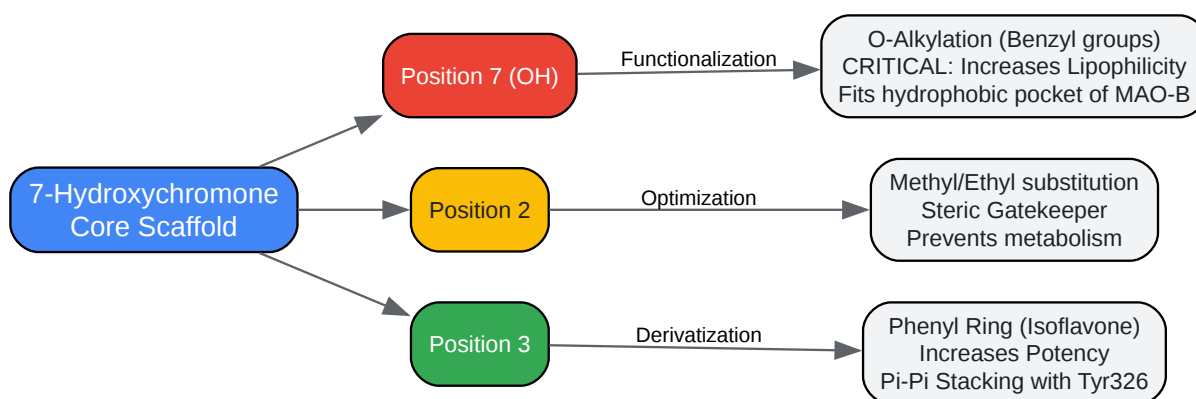 7-Hydroxychromone
Core Scaffold
Position 7 (OH)
Functionalization
O-Alkylation (Benzyl groups)
CRITICAL: Increases Lipophilicity
Fits hydrophobic pocket of MAO-B
Position 2
Optimization
Methyl/Ethyl substitution
Steric Gatekeeper
Prevents metabolism
Position 3
Derivatization
Phenyl Ring (Isoflavone)
Increases Potency
Pi-Pi Stacking with Tyr326